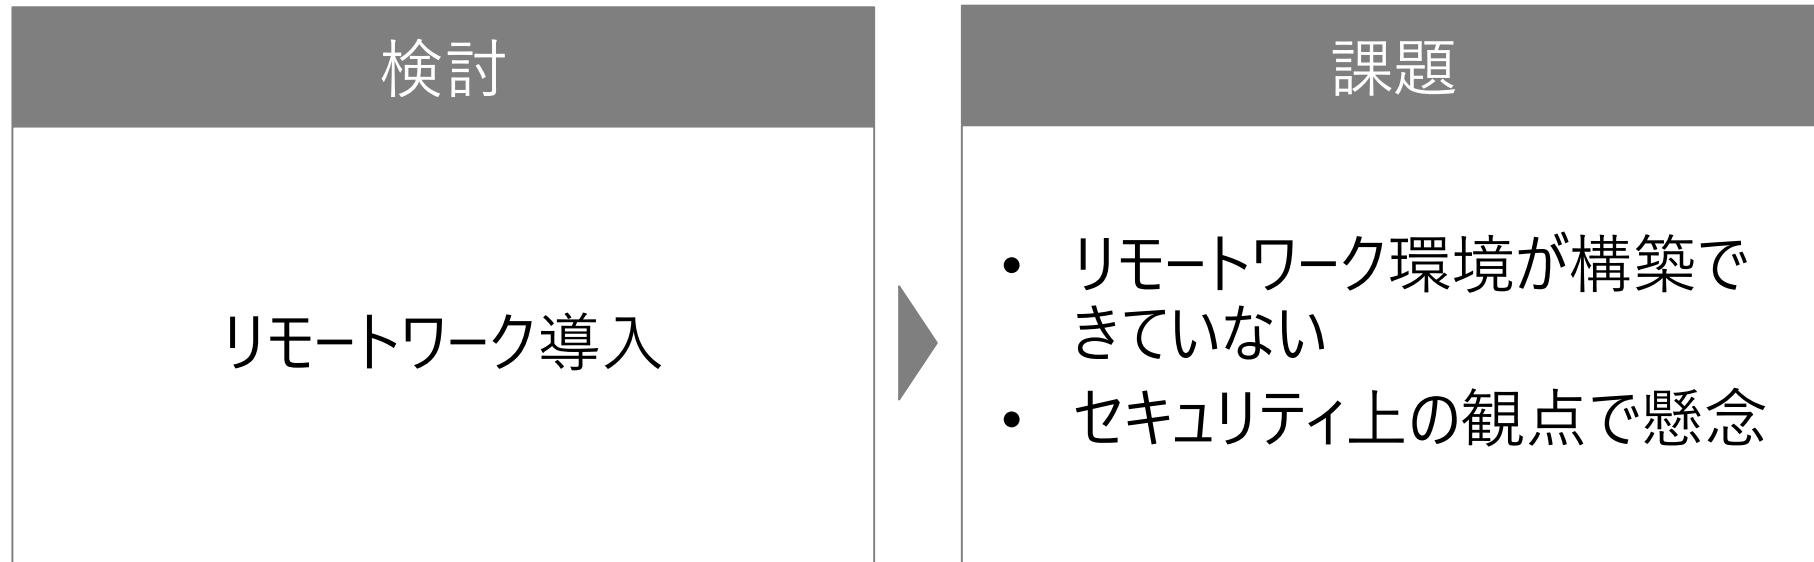 検討
リモートワーク導入
課題
• リモートワーク環境が構築で
きていない
• セキュリティ上の観点で懸念